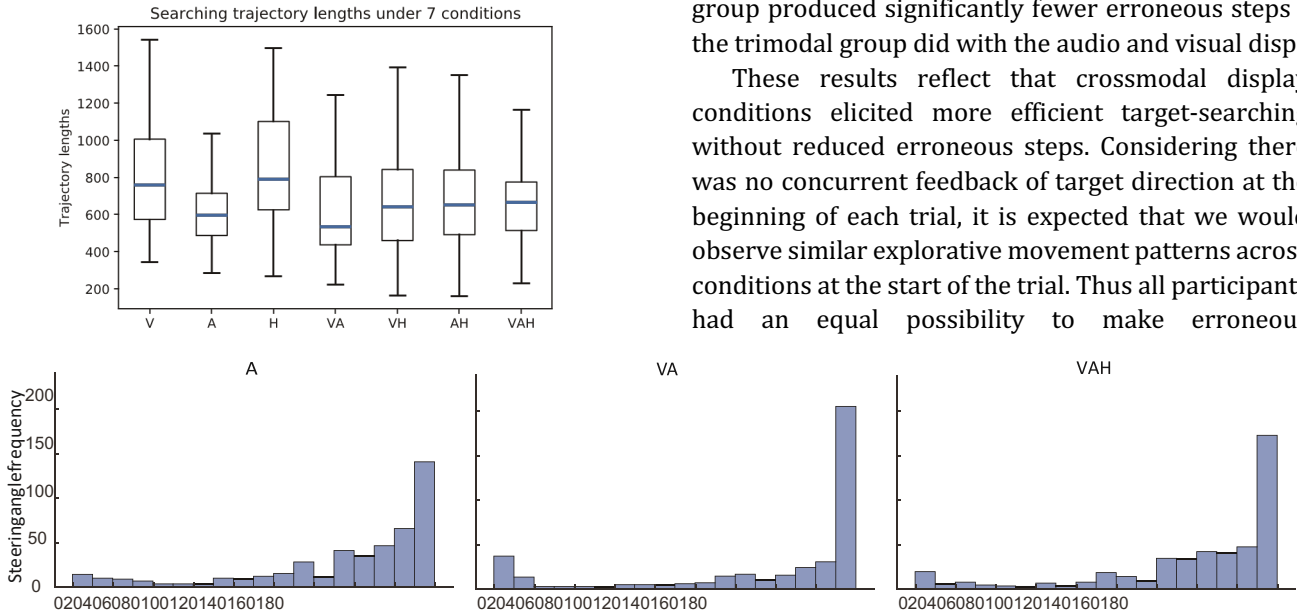 Searching trajectory lengths under 7 conditions
1600
1400
1200
1000
800
600
400
200
Trajectory lengths
V A H VA VH AH VAH
group produced significantly fewer erroneous steps
the trimodal group did with the audio and visual disp
These results reflect that crossmodal display
conditions elicited more efficient target-searching
without reduced erroneous steps. Considering ther
was no concurrent feedback of target direction at the
beginning of each trial, it is expected that we would
observe similar explorative movement patterns acros
conditions at the start of the trial. Thus all participant
had an equal possibility to make erroneou
A
VA
VAH
Steeringanglefrequency
200
150
100
50
0
020406080100120140160180
020406080100120140160180
020406080100120140160180